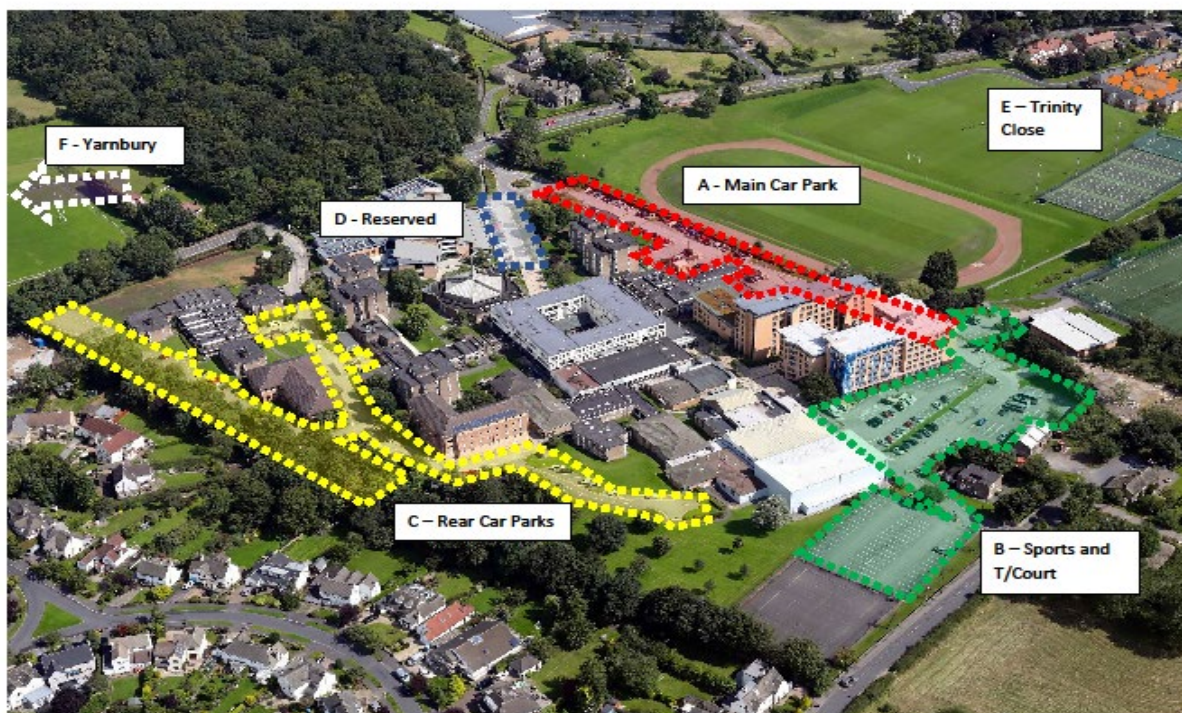 E – Trinity
Close
F - Yarnbury
A - Main Car Park
D - Reserved
C – Rear Car Parks
B – Sports and
T/Court